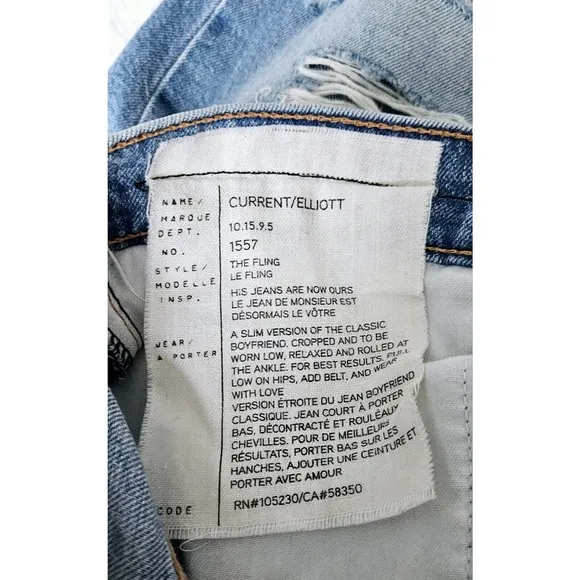 NAME/ CURRENT/ELLIOTT
MARQUE
DEPT. 10.15.9.5
NO. 1557
STYLE/ THE FLING
MODELLE LE FLING
INSP. HIS JEANS ARE NOW OURS
LE JEAN DE MONSIEUR EST
DÉSORMAIS LE VÔTRE
WEAR/ A SLIM VERSION OF THE CLASSIC
A PORTER BOYFRIEND. CROPPED AND TO BE
WORN LOW, RELAXED AND ROLLED AT
THE ANKLE. FOR BEST RESULTS, PULL
LOW ON HIPS, ADD BELT, AND WEAR
WITH LOVE
VERSION ÉTROITE DU JEAN BOYFRIEND
CLASSIQUE. JEAN COURT À PORTER
BAS, DÉCONTRACTÉ ET ROULÉAUX
CHEVILLES. POUR DE MEILLEURS
RÉSULTATS, PORTER BAS SUR LES
HANCHES, AJOUTER UNE CEINTURE ET
PORTER AVEC AMOUR
CODE RN#105230/CA#58350